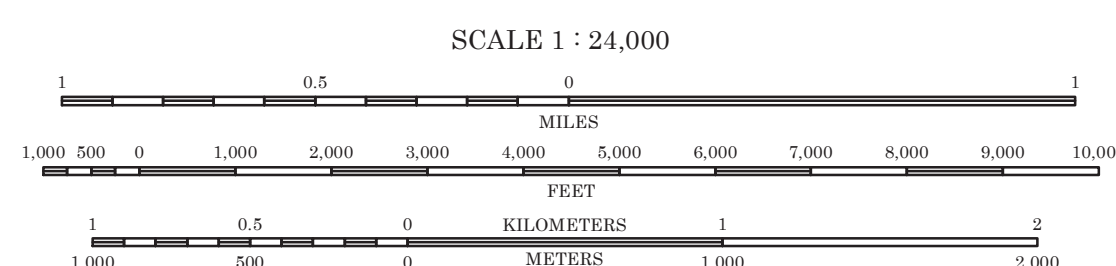 SCALE 1 : 24,000
1 0.5 0 1
MILES
1,000 500 0 1,000 2,000 3,000 4,000 5,000 6,000 7,000 8,000 9,000 10,00
FEET
1 0.5 0 KILOMETERS 1 2
1,000 500 0 METERS 1,000 2,000